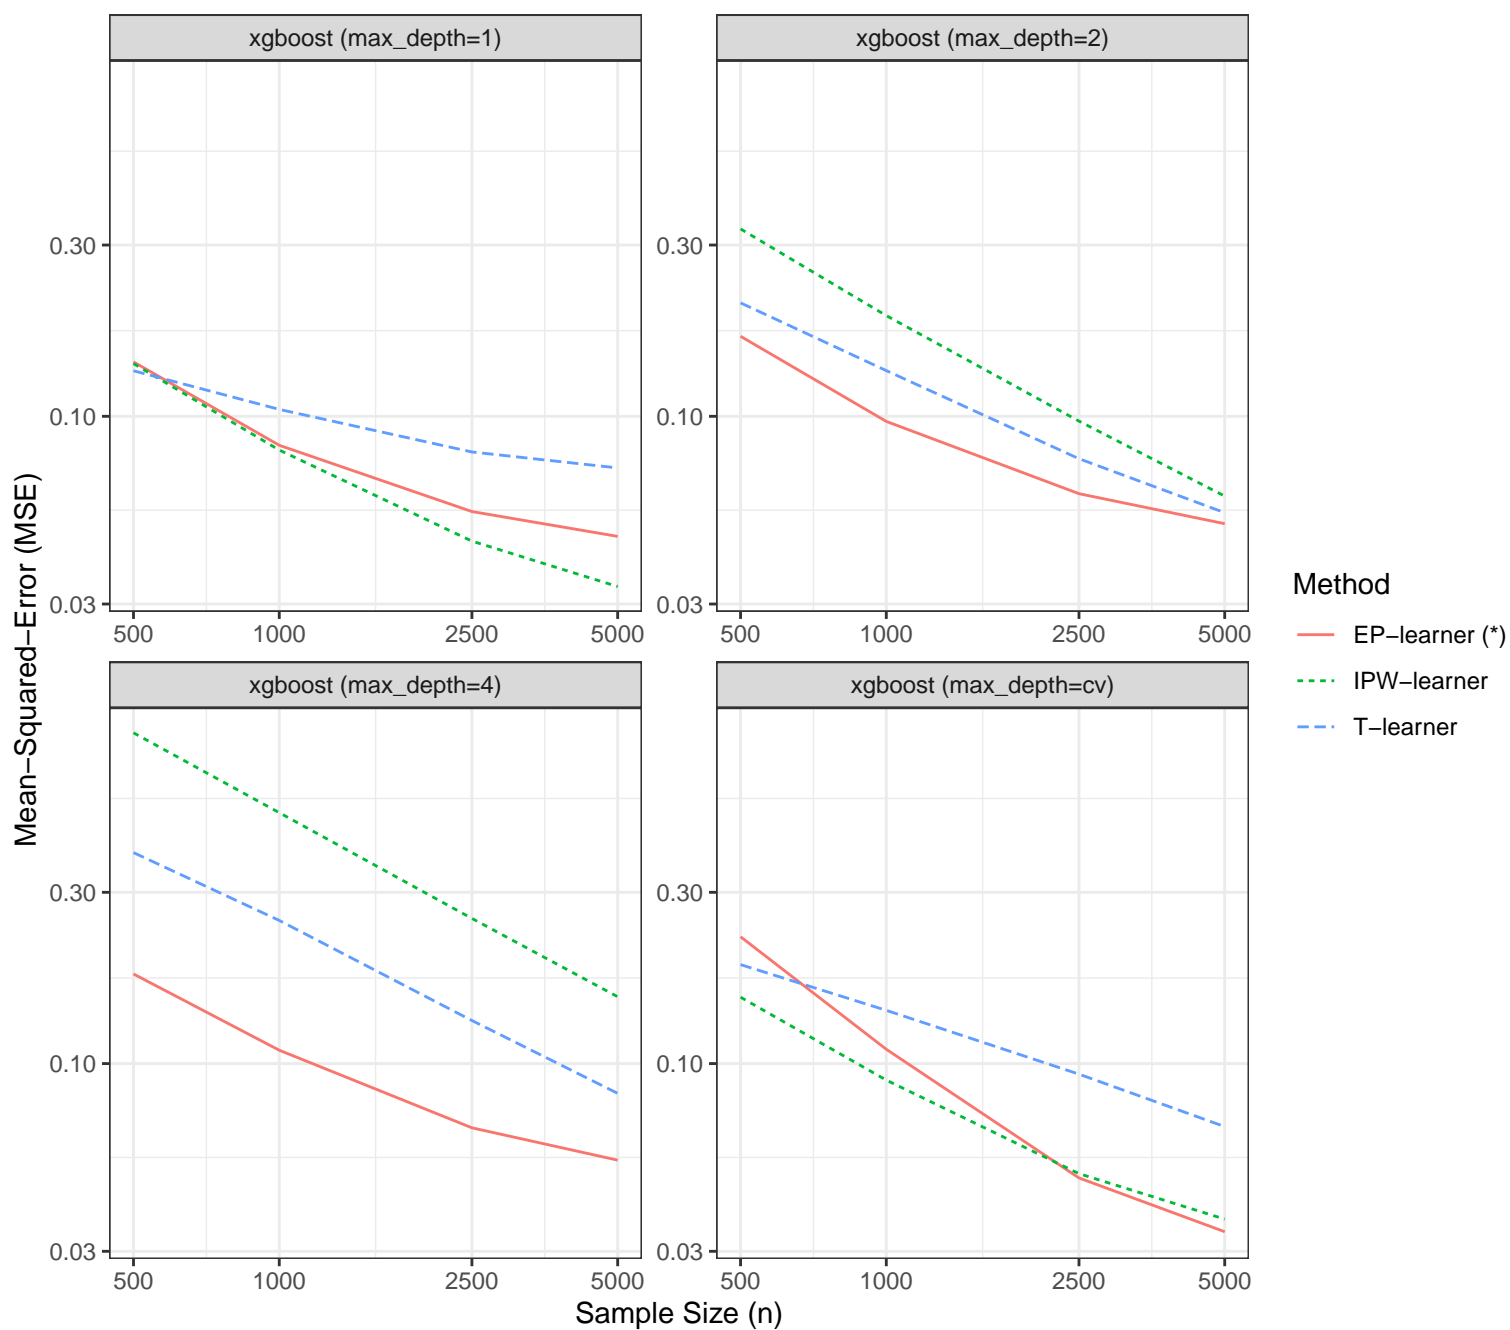 xgboost (max_depth=1)
xgboost (max_depth=2)
0.30
0.10
0.03
500 1000 2500 5000
0.30
0.10
0.03
500 1000 2500 5000
xgboost (max_depth=4)
xgboost (max_depth=cv)
0.30
0.10
0.03
500 1000 2500 5000
0.30
0.10
0.03
500 1000 2500 5000
Mean−Squared−Error (MSE)
Sample Size (n)
Method
EP−learner (*)
IPW−learner
T−learner